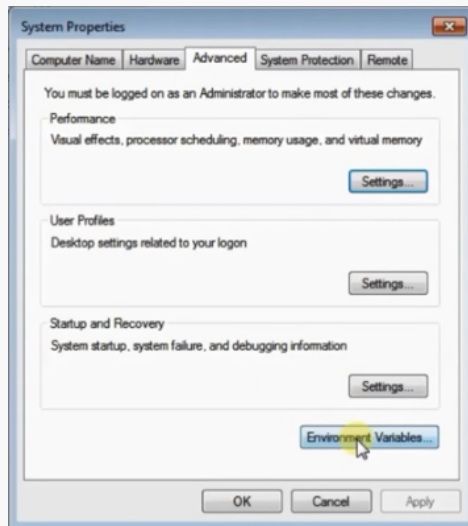 System Properties
Computer Name Hardware Advanced System Protection Remote
You must be logged on as an Administrator to make most of these changes.
Performance
Visual effects, processor scheduling, memory usage, and virtual memory
Settings...
User Profiles
Desktop settings related to your logon
Settings...
Startup and Recovery
System startup, system failure, and debugging information
Settings...
Environment Variables...
OK Cancel Apply